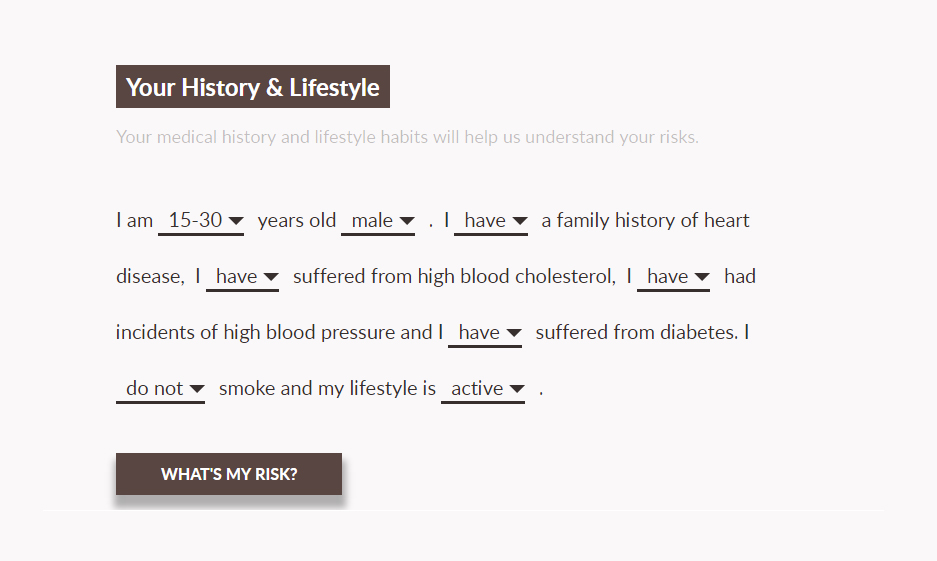 Your History & Lifestyle
Your medical history and lifestyle habits will help us understand your risks.
I am 15-30 years old male . I have a family history of heart
disease, I have suffered from high blood cholesterol, I have had
incidents of high blood pressure and I have suffered from diabetes. I
do not smoke and my lifestyle is active .
WHAT'S MY RISK?